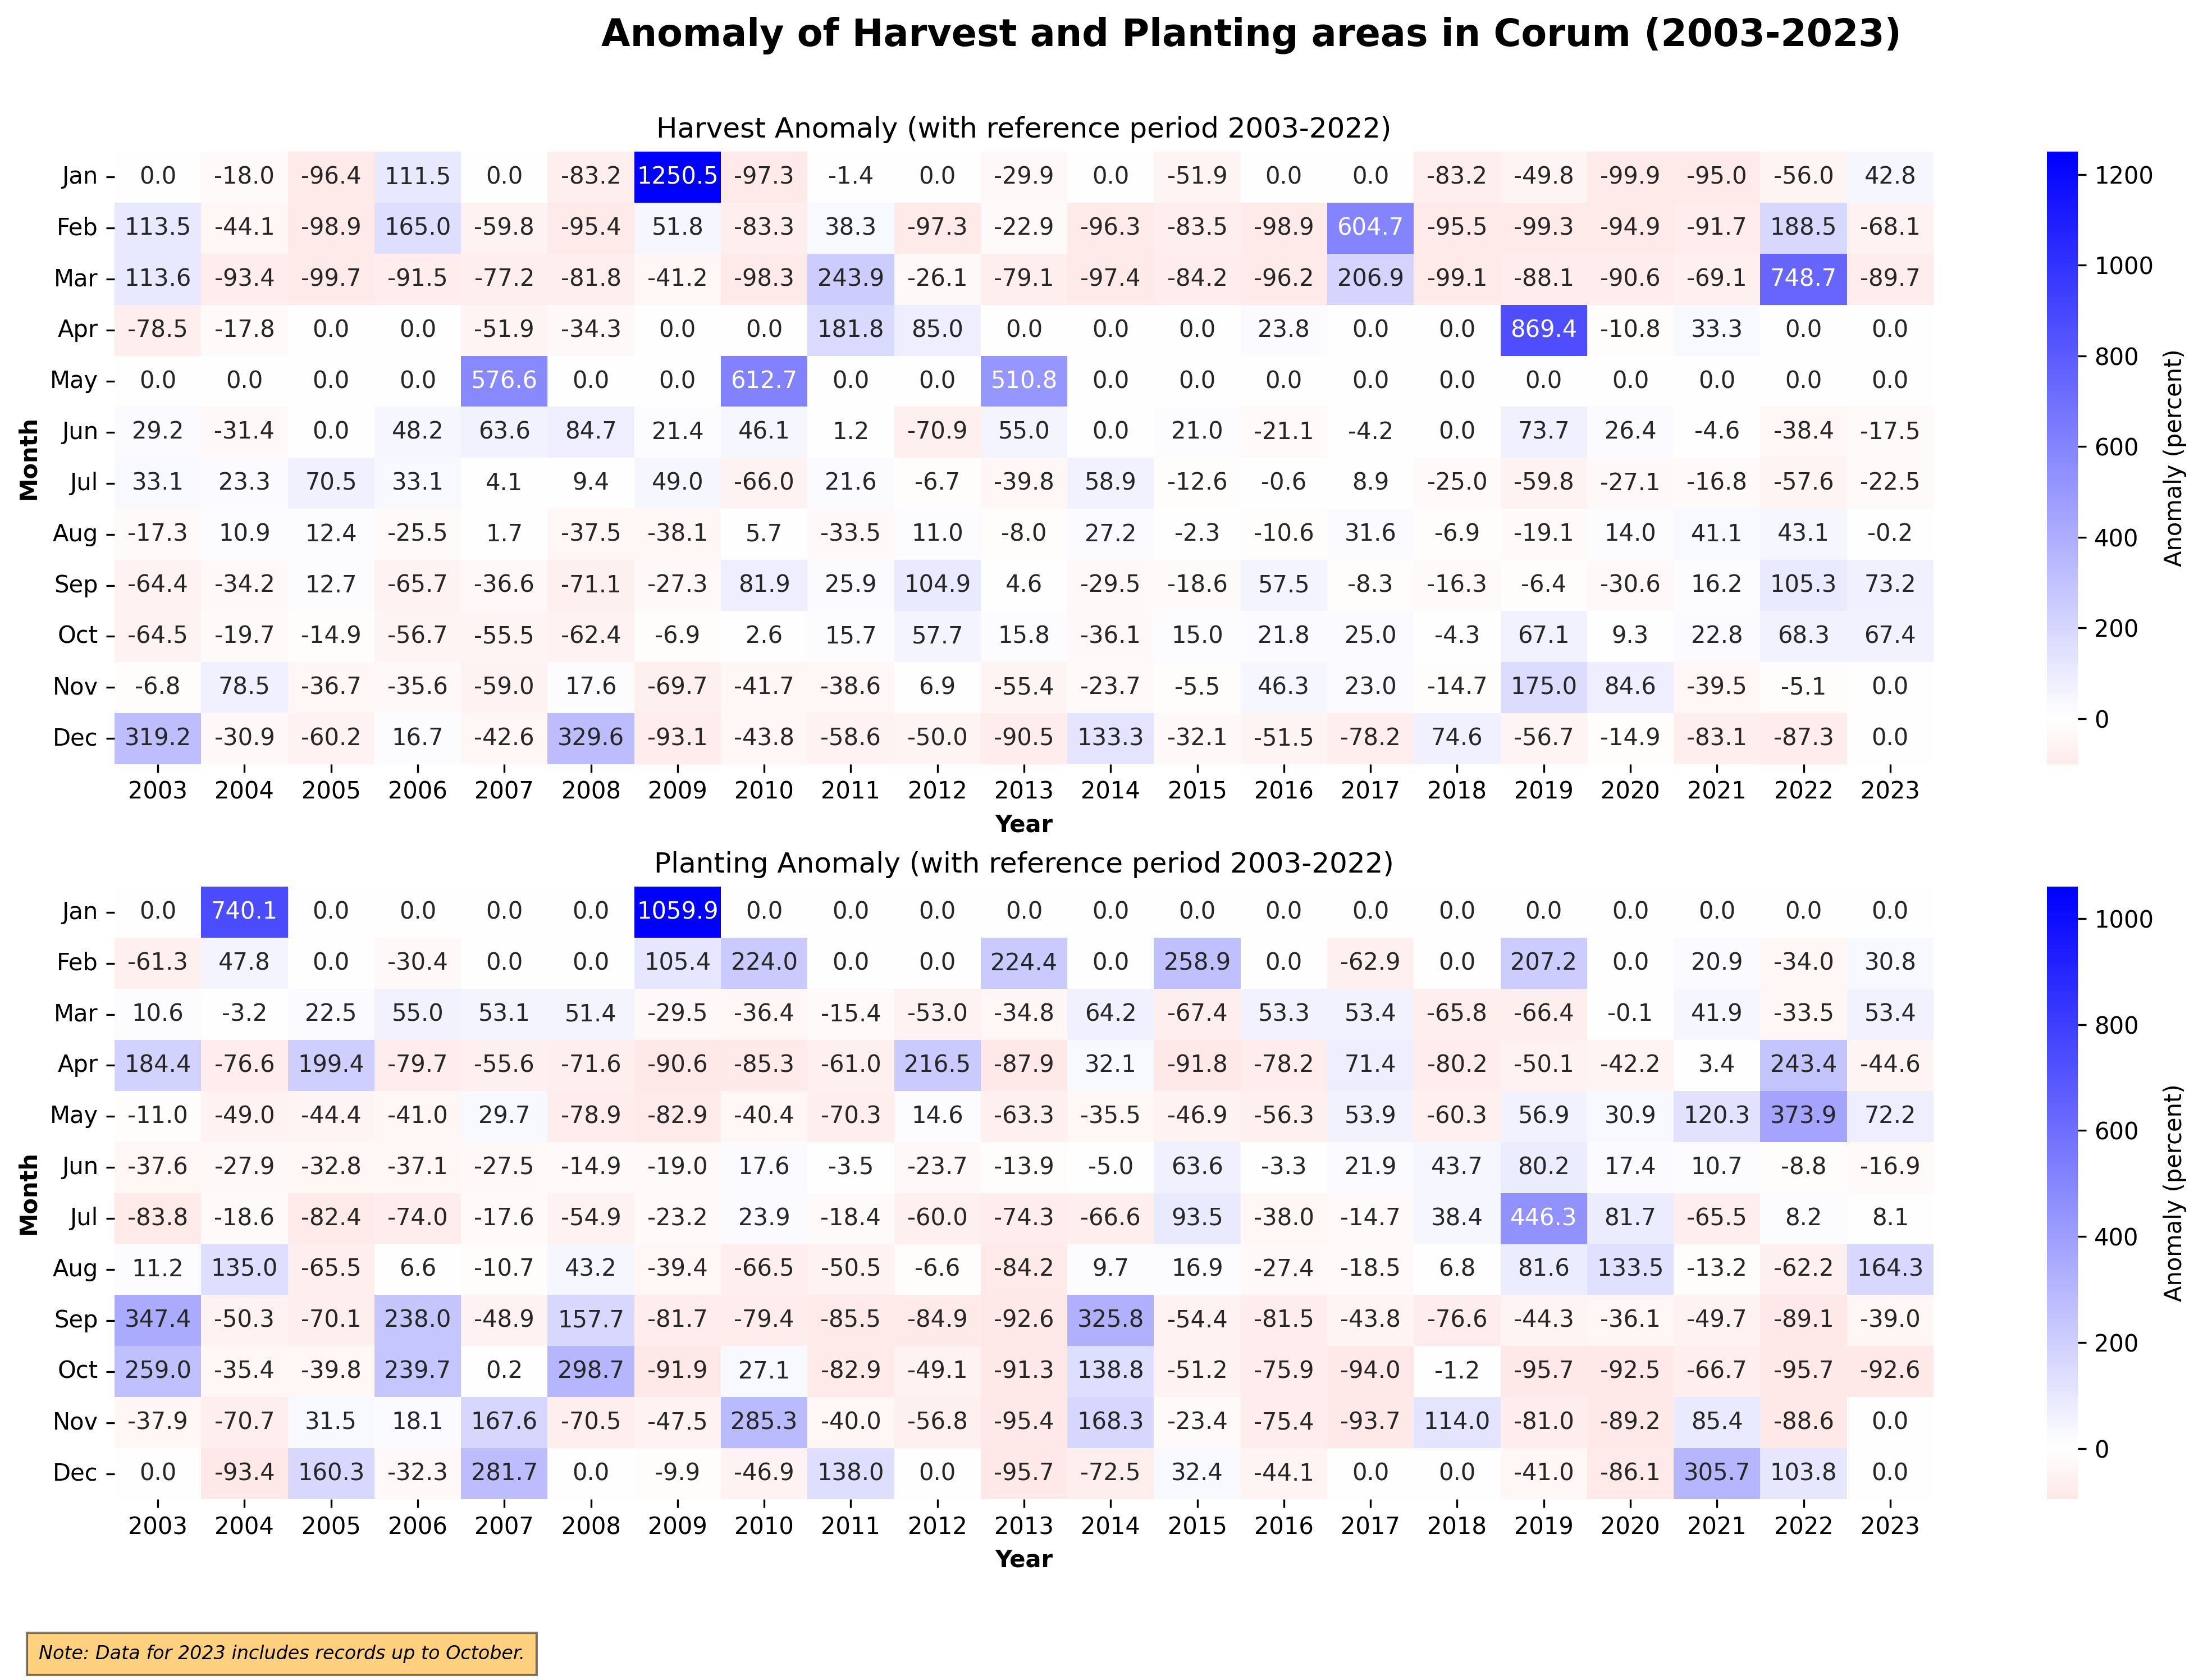 Anomaly of Harvest and Planting areas in Corum (2003-2023)
Harvest Anomaly (with reference period 2003-2022)
Jan 0.0 -18.0 -96.4 111.5 0.0 -83.2 1250.5 -97.3 -1.4 0.0 -29.9 0.0 -51.9 0.0 0.0 -83.2 -49.8 -99.9 -95.0 -56.0 42.8
Feb 113.5 -44.1 -98.9 165.0 -59.8 -95.4 51.8 -83.3 38.3 -97.3 -22.9 -96.3 -83.5 -98.9 604.7 -95.5 -99.3 -94.9 -91.7 188.5 -68.1
Mar 113.6 -93.4 -99.7 -91.5 -77.2 -81.8 -41.2 -98.3 243.9 -26.1 -79.1 -97.4 -84.2 -96.2 206.9 -99.1 -88.1 -90.6 -69.1 748.7 -89.7
Apr -78.5 -17.8 0.0 0.0 -51.9 -34.3 0.0 0.0 181.8 85.0 0.0 0.0 0.0 23.8 0.0 0.0 869.4 -10.8 33.3 0.0 0.0
May 0.0 0.0 0.0 0.0 576.6 0.0 0.0 612.7 0.0 0.0 510.8 0.0 0.0 0.0 0.0 0.0 0.0 0.0 0.0 0.0 0.0
Jun 29.2 -31.4 0.0 48.2 63.6 84.7 21.4 46.1 1.2 -70.9 55.0 0.0 21.0 -21.1 -4.2 0.0 73.7 26.4 -4.6 -38.4 -17.5
Jul 33.1 23.3 70.5 33.1 4.1 9.4 49.0 -66.0 21.6 -6.7 -39.8 58.9 -12.6 -0.6 8.9 -25.0 -59.8 -27.1 -16.8 -57.6 -22.5
Aug -17.3 10.9 12.4 -25.5 1.7 -37.5 -38.1 5.7 -33.5 11.0 -8.0 27.2 -2.3 -10.6 31.6 -6.9 -19.1 14.0 41.1 43.1 -0.2
Sep -64.4 -34.2 12.7 -65.7 -36.6 -71.1 -27.3 81.9 25.9 104.9 4.6 -29.5 -18.6 57.5 -8.3 -16.3 -6.4 -30.6 16.2 105.3 73.2
Oct -64.5 -19.7 -14.9 -56.7 -55.5 -62.4 -6.9 2.6 15.7 57.7 15.8 -36.1 15.0 21.8 25.0 -4.3 67.1 9.3 22.8 68.3 67.4
Nov -6.8 78.5 -36.7 -35.6 -59.0 17.6 -69.7 -41.7 -38.6 6.9 -55.4 -23.7 -5.5 46.3 23.0 -14.7 175.0 84.6 -39.5 -5.1 0.0
Dec 319.2 -30.9 -60.2 16.7 -42.6 329.6 -93.1 -43.8 -58.6 -50.0 -90.5 133.3 -32.1 -51.5 -78.2 74.6 -56.7 -14.9 -83.1 -87.3 0.0
2003 2004 2005 2006 2007 2008 2009 2010 2011 2012 2013 2014 2015 2016 2017 2018 2019 2020 2021 2022 2023
Year
Month
1200
1000
800
600
400
200
0
Anomaly (percent)
Planting Anomaly (with reference period 2003-2022)
Jan 0.0 740.1 0.0 0.0 0.0 0.0 1059.9 0.0 0.0 0.0 0.0 0.0 0.0 0.0 0.0 0.0 0.0 0.0 0.0 0.0 0.0
Feb -61.3 47.8 0.0 -30.4 0.0 0.0 105.4 224.0 0.0 0.0 224.4 0.0 258.9 0.0 -62.9 0.0 207.2 0.0 20.9 -34.0 30.8
Mar 10.6 -3.2 22.5 55.0 53.1 51.4 -29.5 -36.4 -15.4 -53.0 -34.8 64.2 -67.4 53.3 53.4 -65.8 -66.4 -0.1 41.9 -33.5 53.4
Apr 184.4 -76.6 199.4 -79.7 -55.6 -71.6 -90.6 -85.3 -61.0 216.5 -87.9 32.1 -91.8 -78.2 71.4 -80.2 -50.1 -42.2 3.4 243.4 -44.6
May -11.0 -49.0 -44.4 -41.0 29.7 -78.9 -82.9 -40.4 -70.3 14.6 -63.3 -35.5 -46.9 -56.3 53.9 -60.3 56.9 30.9 120.3 373.9 72.2
Jun -37.6 -27.9 -32.8 -37.1 -27.5 -14.9 -19.0 17.6 -3.5 -23.7 -13.9 -5.0 63.6 -3.3 21.9 43.7 80.2 17.4 10.7 -8.8 -16.9
Jul -83.8 -18.6 -82.4 -74.0 -17.6 -54.9 -23.2 23.9 -18.4 -60.0 -74.3 -66.6 93.5 -38.0 -14.7 38.4 446.3 81.7 -65.5 8.2 8.1
Aug 11.2 135.0 -65.5 6.6 -10.7 43.2 -39.4 -66.5 -50.5 -6.6 -84.2 9.7 16.9 -27.4 -18.5 6.8 81.6 133.5 -13.2 -62.2 164.3
Sep 347.4 -50.3 -70.1 238.0 -48.9 157.7 -81.7 -79.4 -85.5 -84.9 -92.6 325.8 -54.4 -81.5 -43.8 -76.6 -44.3 -36.1 -49.7 -89.1 -39.0
Oct 259.0 -35.4 -39.8 239.7 0.2 298.7 -91.9 27.1 -82.9 -49.1 -91.3 138.8 -51.2 -75.9 -94.0 -1.2 -95.7 -92.5 -66.7 -95.7 -92.6
Nov -37.9 -70.7 31.5 18.1 167.6 -70.5 -47.5 285.3 -40.0 -56.8 -95.4 168.3 -23.4 -75.4 -93.7 114.0 -81.0 -89.2 85.4 -88.6 0.0
Dec 0.0 -93.4 160.3 -32.3 281.7 0.0 -9.9 -46.9 138.0 0.0 -95.7 -72.5 32.4 -44.1 0.0 0.0 -41.0 -86.1 305.7 103.8 0.0
2003 2004 2005 2006 2007 2008 2009 2010 2011 2012 2013 2014 2015 2016 2017 2018 2019 2020 2021 2022 2023
Year
Month
1000
800
600
400
200
0
Anomaly (percent)
Note: Data for 2023 includes records up to October.